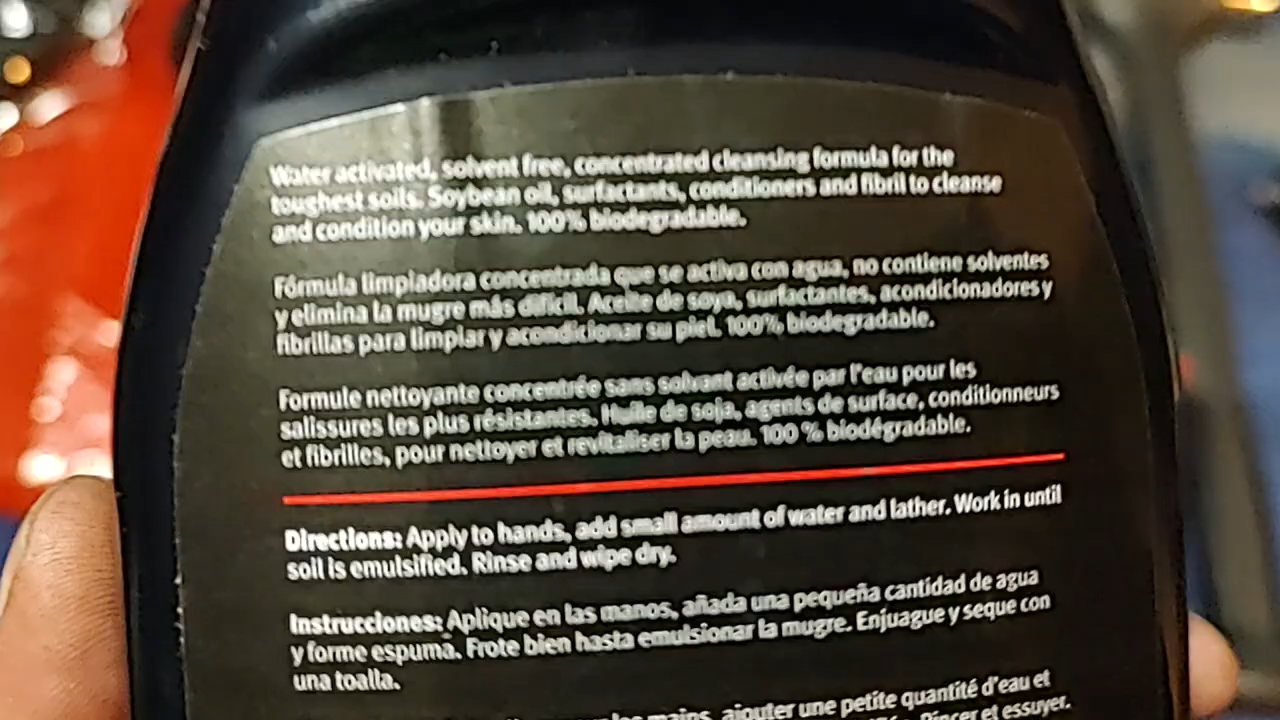 Water activated, solvent free, concentrated cleansing formula for the
toughest soils. Soybean oil, surfactants, conditioners and fibril to cleanse
and condition your skin. 100% biodegradable.
Fórmula limpiadora concentrada que se activa con agua, no contiene solventes
y elimina la mugre más difícil. Aceite de soya, surfactantes, acondicionadores y
fibrillas para limpiar y acondicionar su piel. 100% biodegradable.
Formule nettoyante concentrée sans solvant activée par l'eau pour les
salissures les plus résistantes. Huile de soja, agents de surface, conditionneurs
et fibrilles, pour nettoyer et revitaliser la peau. 100 % biodégradable.
Directions: Apply to hands, add small amount of water and lather. Work in until
soil is emulsified. Rinse and wipe dry.
Instrucciones: Aplique en las manos, añada una pequeña cantidad de agua
y forme espuma. Frote bien hasta emulsionar la mugre. Enjuague y seque con
una toalla.
mains, ajouter une petite quantité d'eau et
Rincer et essuyer.